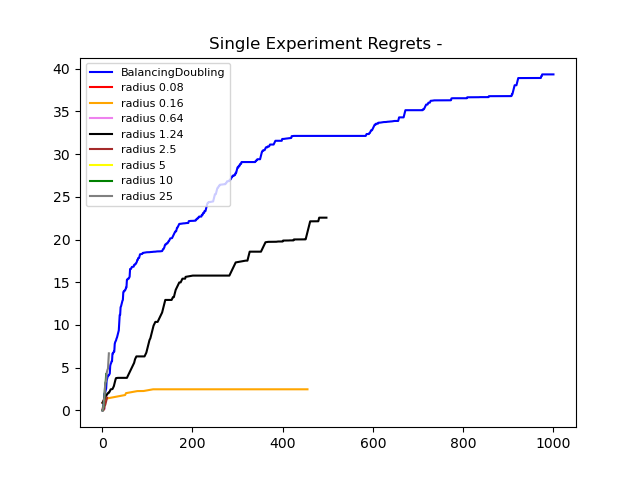 Single Experiment Regrets -
BalancingDoubling
radius 0.08
radius 0.16
radius 0.64
radius 1.24
radius 2.5
radius 5
radius 10
radius 25
40
35
30
25
20
15
10
5
0
0 200 400 600 800 1000